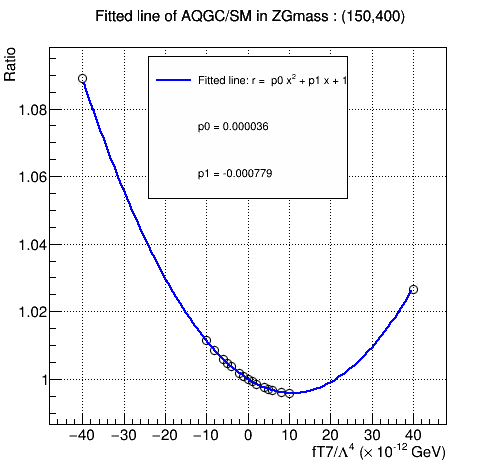 Fitted line of AQGC/SM in ZGmass : (150,400)
Ratio
Fitted line: r = p0 x² + p1 x + 1
p0 = 0.000036
p1 = -0.000779
1.08
1.06
1.04
1.02
1
−40 −30 −20 −10 0 10 20 30 40
fT7/Λ⁴ (× 10⁻¹² GeV)